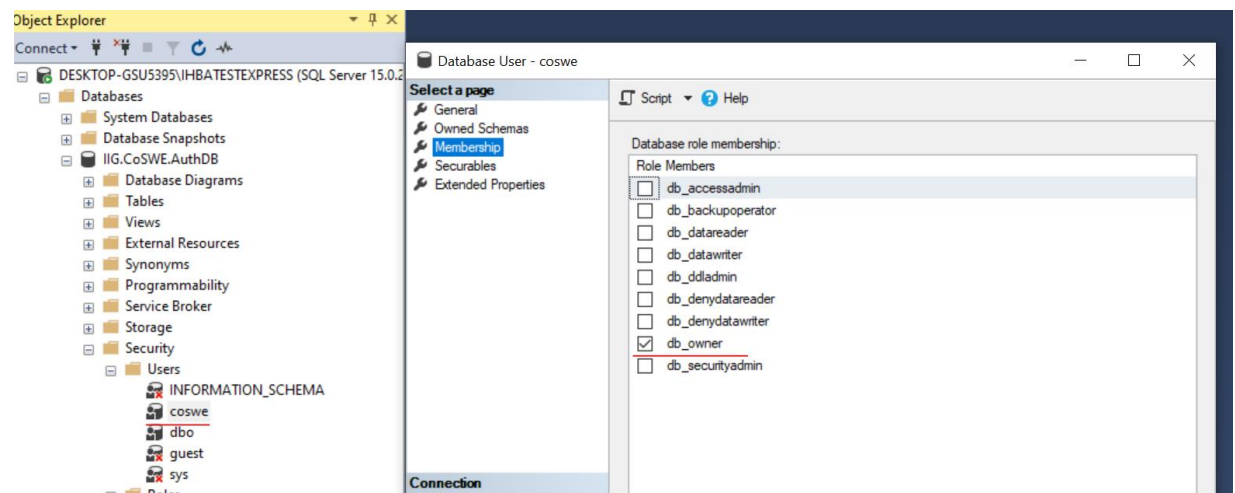 Object Explorer
Connect
DESKTOP-GSU5395\IHBATESTEXPRESS (SQL Server 15.0.2
Databases
System Databases
Database Snapshots
IIG.CoSWE.AuthDB
Database Diagrams
Tables
Views
External Resources
Synonyms
Programmability
Service Broker
Storage
Security
Users
INFORMATION_SCHEMA
coswe
dbo
guest
sys
Database User - coswe
Select a page
General
Owned Schemas
Membership
Securables
Extended Properties
Connection
Script Help
Database role membership:
Role Members
db_accessadmin
db_backupoperator
db_datareader
db_datawriter
db_ddladmin
db_denydatareader
db_denydatawriter
db_owner
db_securityadmin